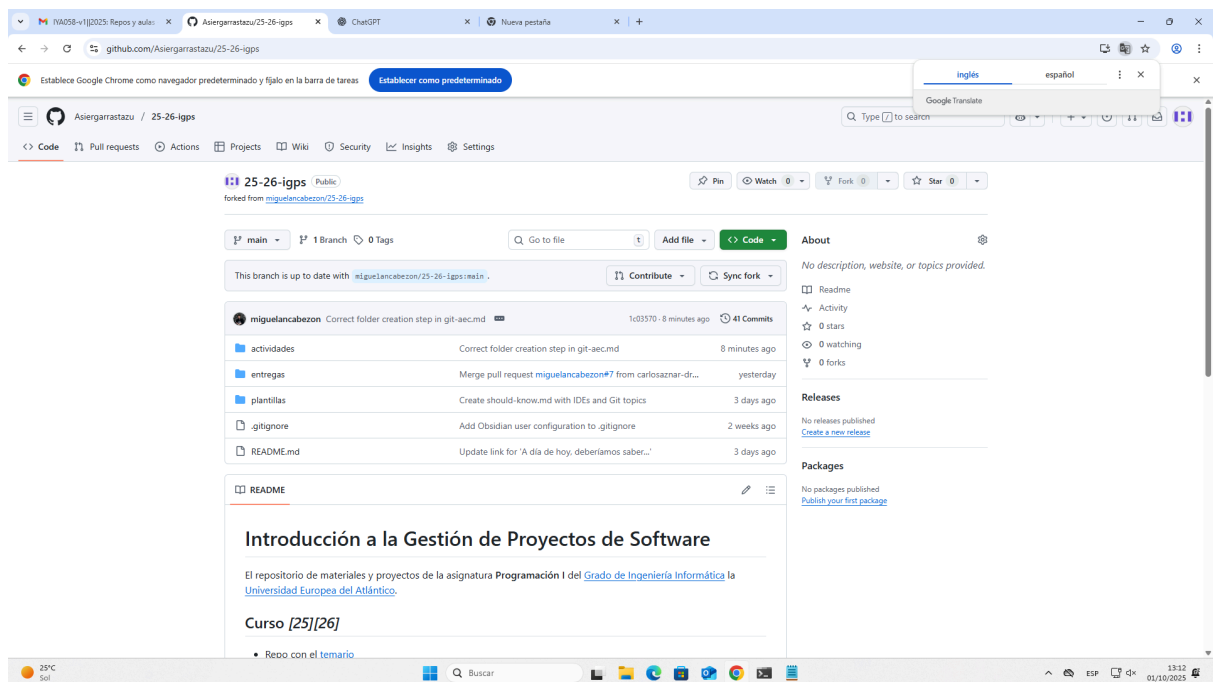 IYA058-v1||2025: Repos y aulas
Asiergarrastazu/25-26-igps
ChatGPT
Nueva pestaña
github.com/Asiergarrastazu/25-26-igps
Establece Google Chrome como navegador predeterminado y fíjalo en la barra de tareas
Establecer como predeterminado
inglés
español
Google Translate
Asiergarrastazu / 25-26-igps
Type / to search
Code
Pull requests
Actions
Projects
Wiki
Security
Insights
Settings
25-26-igps Public
forked from miguelancabezon/25-26-igps
Pin
Watch 0
Fork 0
Star 0
main
1 Branch
0 Tags
Go to file
t
Add file
Code
This branch is up to date with miguelancabezon/25-26-igps:main .
Contribute
Sync fork
miguelancabezon Correct folder creation step in git-aec.md
1c03570 · 8 minutes ago
41 Commits
actividades
Correct folder creation step in git-aec.md
8 minutes ago
entregas
Merge pull request miguelancabezon#7 from carlosaznar-dr...
yesterday
plantillas
Create should-know.md with IDEs and Git topics
3 days ago
.gitignore
Add Obsidian user configuration to .gitignore
2 weeks ago
README.md
Update link for 'A día de hoy, deberíamos saber...'
3 days ago
README
Introducción a la Gestión de Proyectos de Software
El repositorio de materiales y proyectos de la asignatura Programación I del Grado de Ingeniería Informática la
Universidad Europea del Atlántico.
Curso [25][26]
Repo con el temario
About
No description, website, or topics provided.
Readme
Activity
0 stars
0 watching
0 forks
Releases
No releases published
Create a new release
Packages
No packages published
Publish your first package
25°C
Sol
Buscar
ESP
13:12
01/10/2025